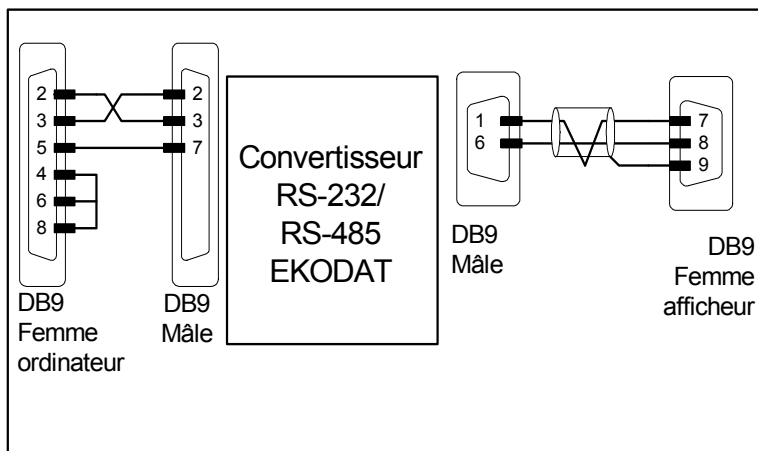 2
3
5
4
6
8
DB9
Femme
ordinateur
2
3
7
DB9
Mâle
Convertisseur
RS-232/
RS-485
EKODAT
1
6
DB9
Mâle
7
8
9
DB9
Femme
afficheur